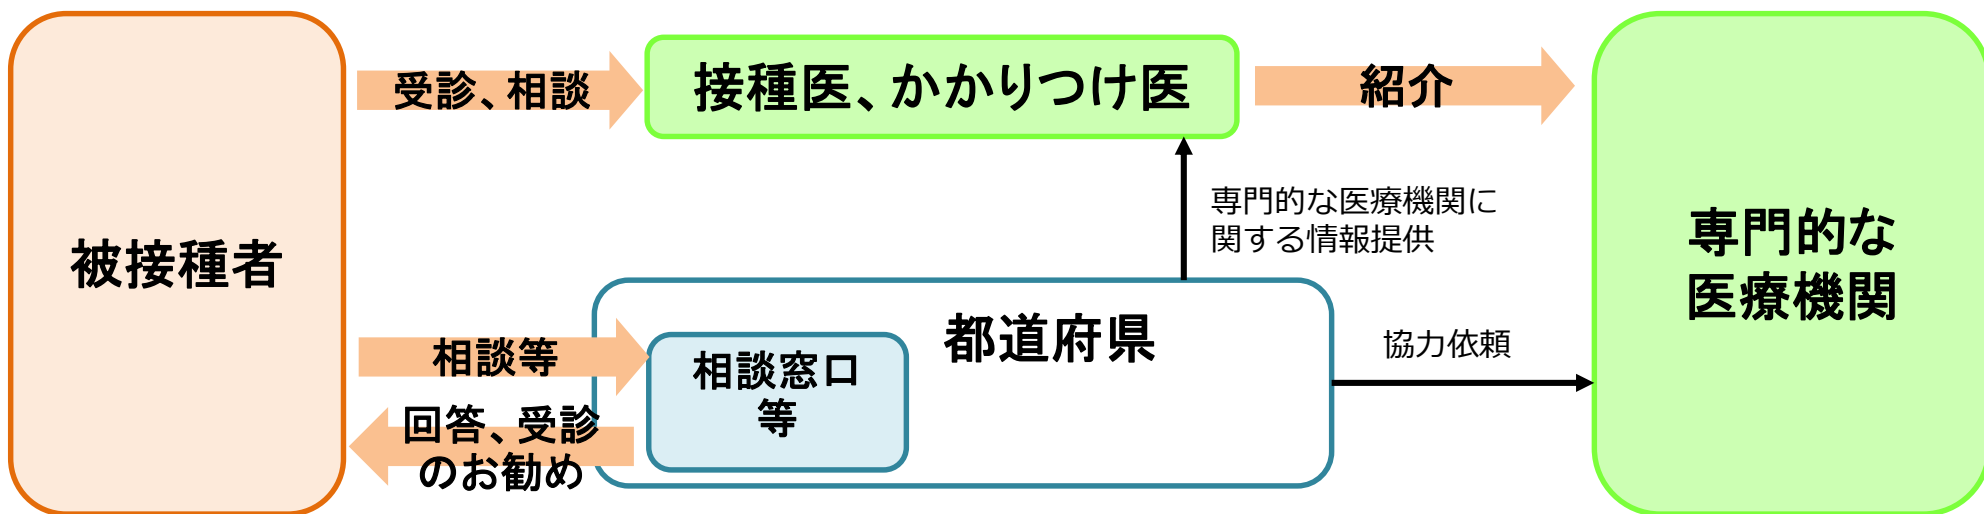 被接種者
受診、相談
接種医、かかりつけ医
紹介
専門的な医療機関に
関する情報提供
専門的な
医療機関
都道府県
相談等
相談窓口
等
回答、受診
のお勧め
協力依頼